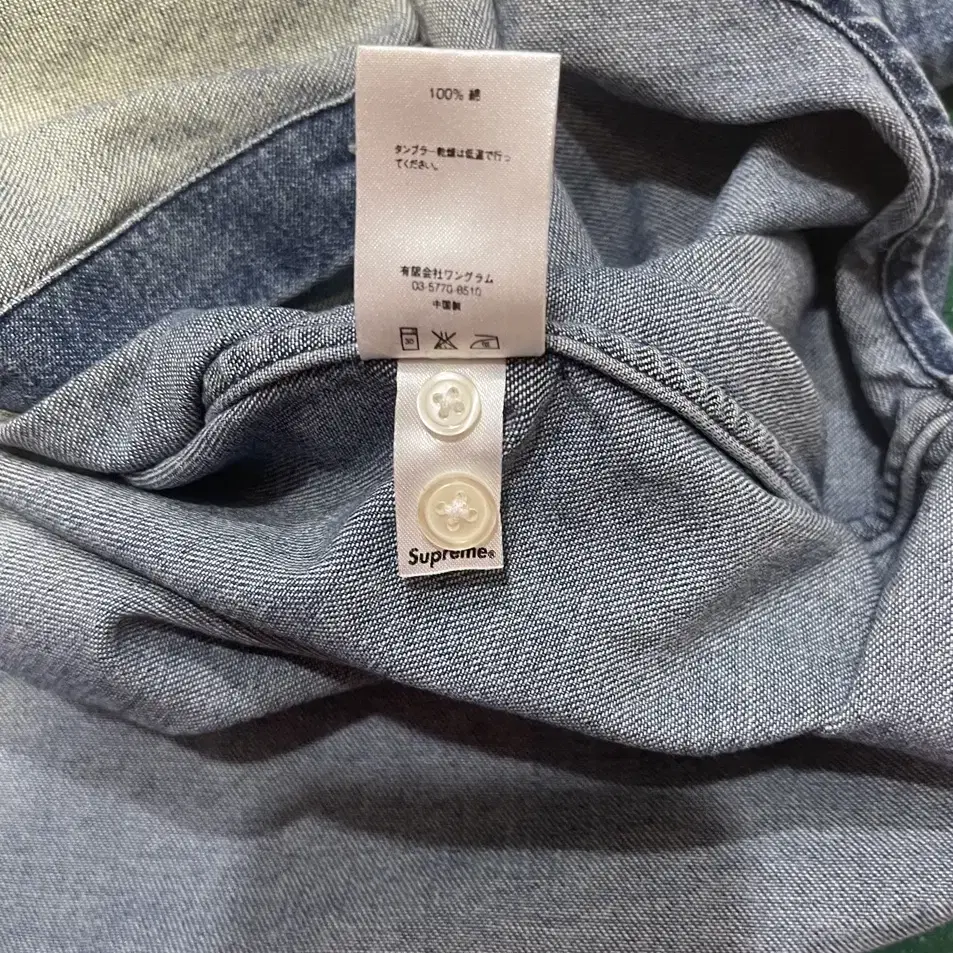 100% 綿
タンブラー乾燥は低温で行っ
てください。
有限会社ワングラム
03-5770-6510
中国製
30
Supreme®